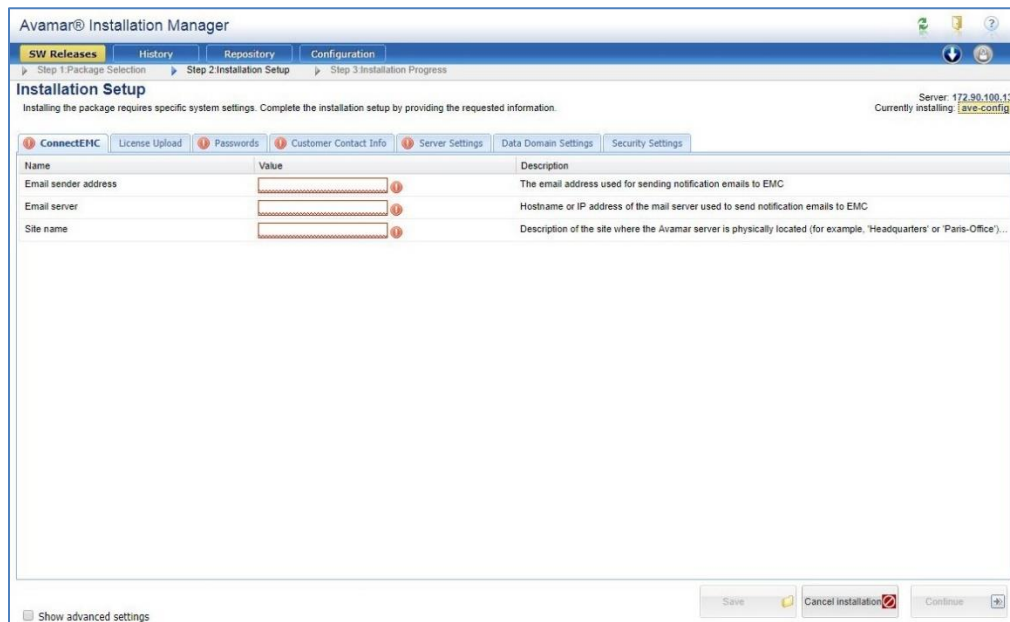 Avamar® Installation Manager
SW Releases History Repository Configuration
Step 1:Package Selection Step 2:Installation Setup Step 3:Installation Progress
Installation Setup
Installing the package requires specific system settings. Complete the installation setup by providing the requested information.
Server: 172.90.100.1
Currently installing: ave-config
ConnectEMC License Upload Passwords Customer Contact Info Server Settings Data Domain Settings Security Settings
Name Value Description
Email sender address The email address used for sending notification emails to EMC
Email server Hostname or IP address of the mail server used to send notification emails to EMC
Site name Description of the site where the Avamar server is physically located (for example, 'Headquarters' or 'Paris-Office')...
Save Cancel installation Continue
Show advanced settings